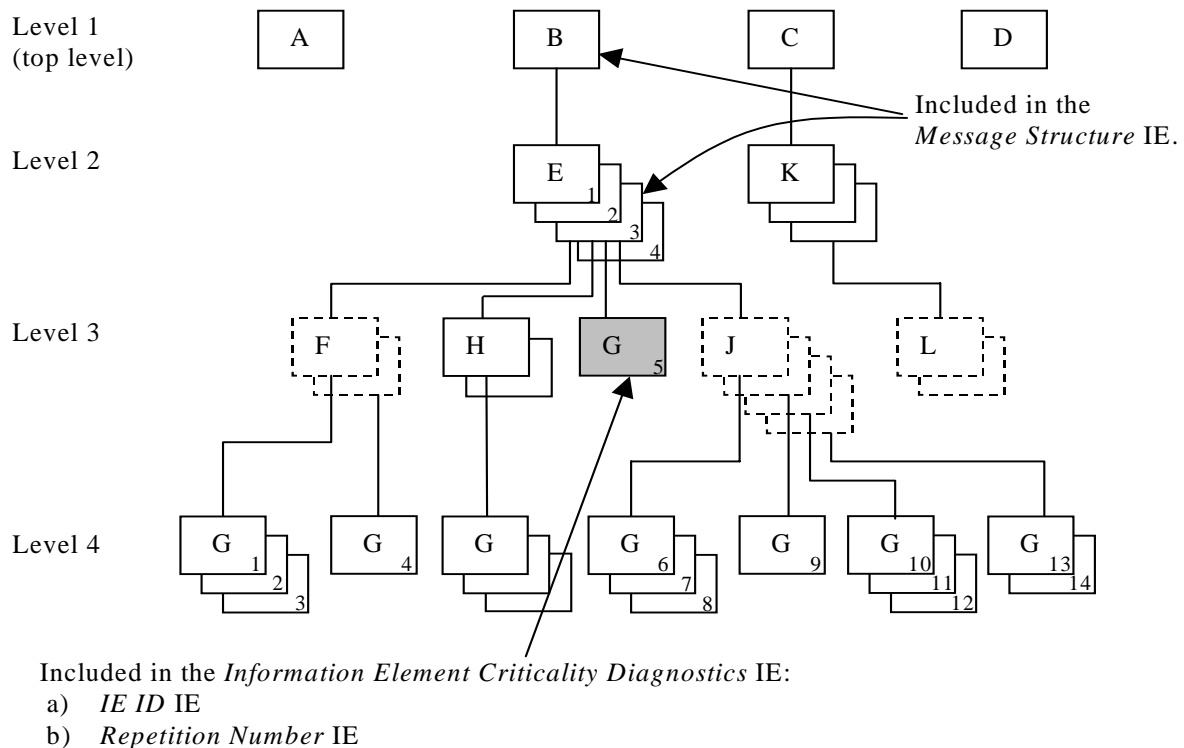 Level 1
(top level)
A B C D
Included in the
Message Structure IE.
Level 2
E
1
2
3
4
K
Level 3
F H G
5
J L
Level 4
G
1
2
3
G
4
G
G
6
7
8
G
9
G
10
11
12
G
13
14
Included in the Information Element Criticality Diagnostics IE:
a) IE ID IE
b) Repetition Number IE